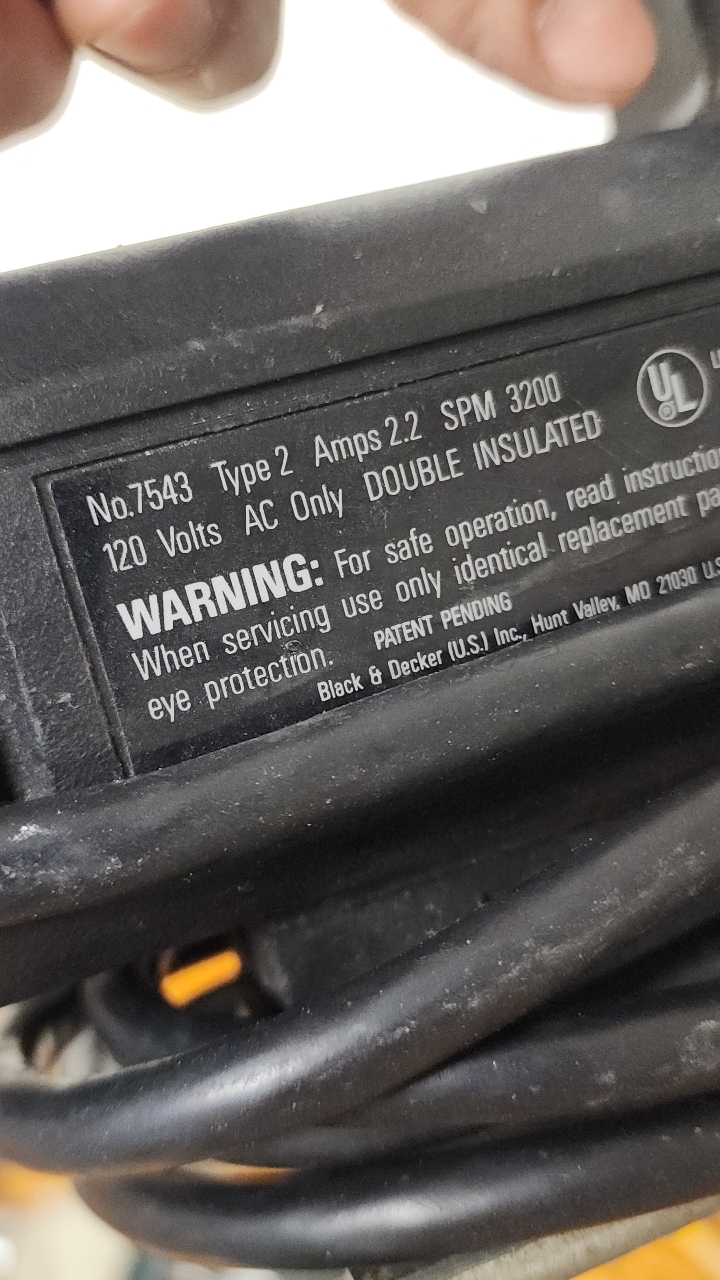 No.7543 Type 2 Amps 2.2 SPM 3200
120 Volts AC Only DOUBLE INSULATED
UL
WARNING: For safe operation, read
When servicing use only identical replacement
eye protection. PATENT PENDING
Black & Decker (U.S.) Inc., Hunt Valley, MD 21030